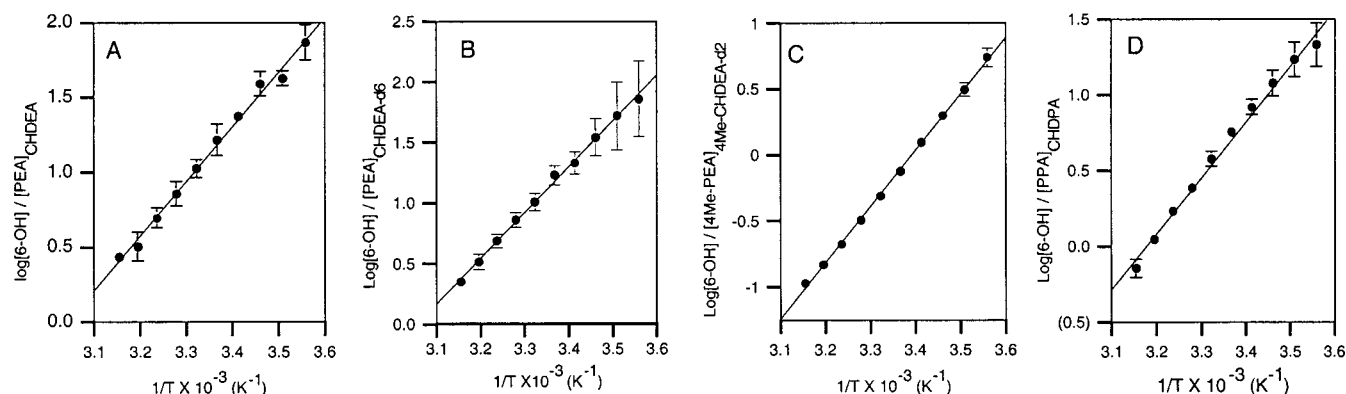 A
log[6-OH] / [PEA]CHDEA
2.0
1.5
1.0
0.5
0.0
3.1 3.2 3.3 3.4 3.5 3.6
1/T X 10⁻³ (K⁻¹)
B
Log[6-OH] / [PEA]CHDEA-d6
2.5
2.0
1.5
1.0
0.5
0.0
3.1 3.2 3.3 3.4 3.5 3.6
1/T X10⁻³ (K⁻¹)
C
Log[6-OH] / [4Me-PEA]4Me-CHDEA-d2
1
0.5
0
-0.5
-1
3.1 3.2 3.3 3.4 3.5 3.6
1/T X 10⁻³ (K⁻¹)
D
Log[6-OH] / [PPA]CHDPA
1.5
1.0
0.5
0.0
(0.5)
3.1 3.2 3.3 3.4 3.5 3.6
1/T X 10⁻³ (K⁻¹)